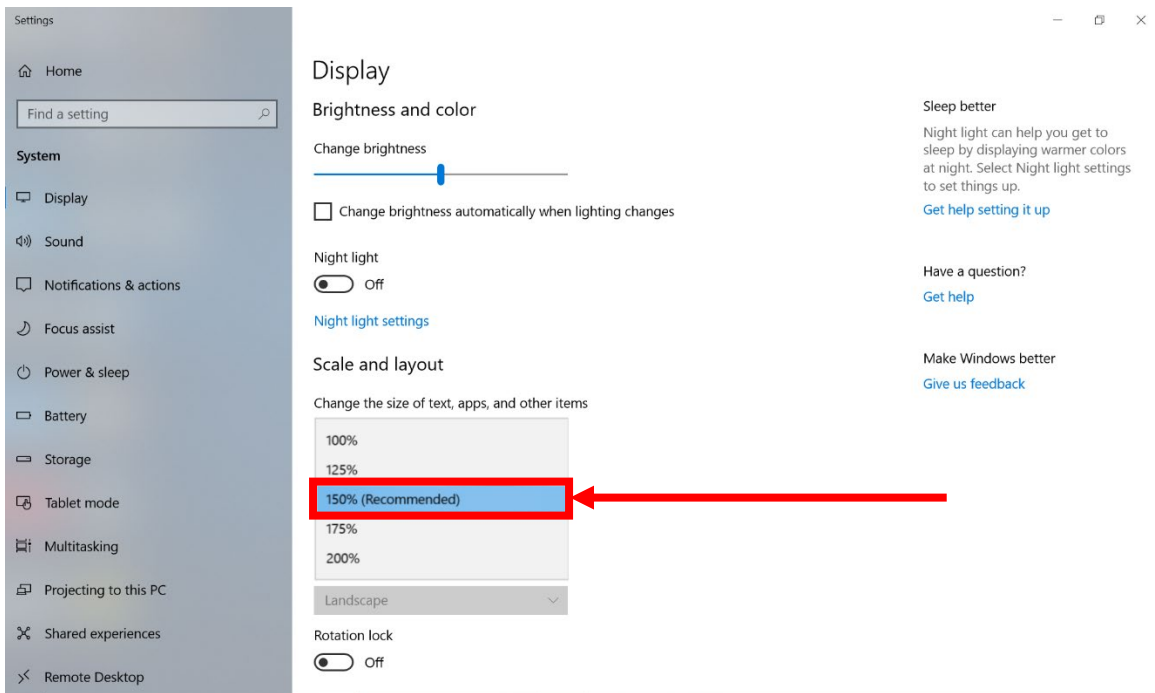 Settings
Home
Find a setting
System
Display
Sound
Notifications & actions
Focus assist
Power & sleep
Battery
Storage
Tablet mode
Multitasking
Projecting to this PC
Shared experiences
Remote Desktop
Display
Brightness and color
Change brightness
Change brightness automatically when lighting changes
Night light
Off
Night light settings
Scale and layout
Change the size of text, apps, and other items
100%
125%
150% (Recommended)
175%
200%
Landscape
Rotation lock
Off
Sleep better
Night light can help you get to
sleep by displaying warmer colors
at night. Select Night light settings
to set things up.
Get help setting it up
Have a question?
Get help
Make Windows better
Give us feedback